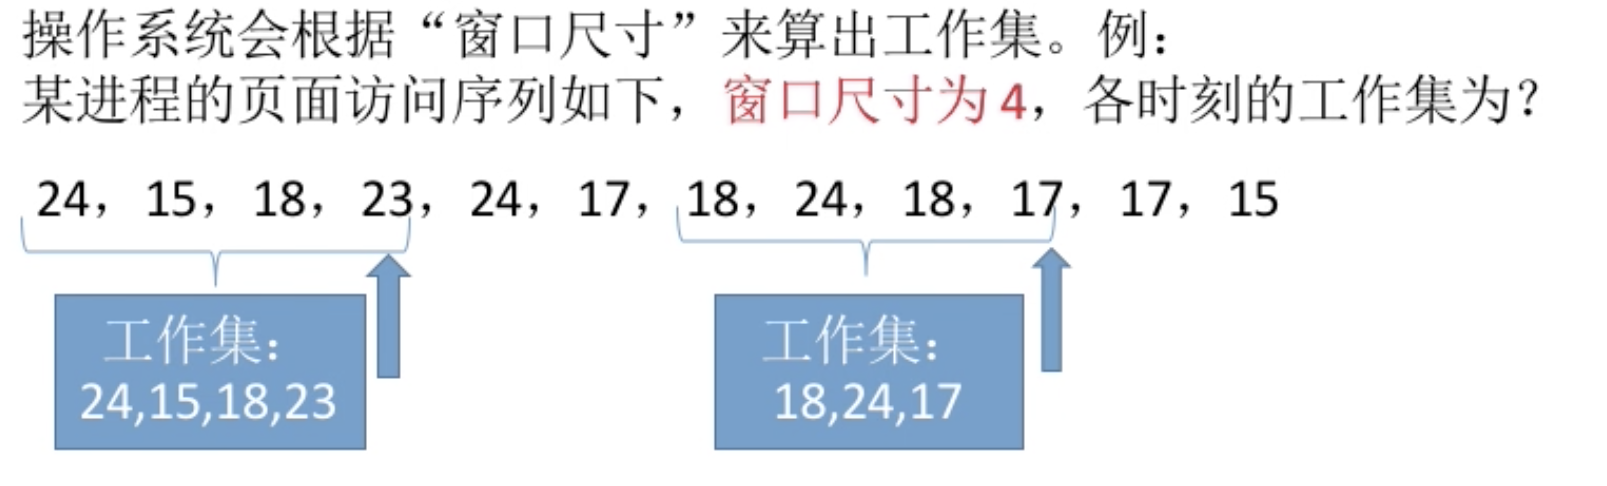 操作系统会根据“窗口尺寸”来算出工作集。例：
某进程的页面访问序列如下，窗口尺寸为4，各时刻的工作集为？
24，15，18，23，24，17，18，24，18，17，17，15
工作集：
24,15,18,23
工作集：
18,24,17